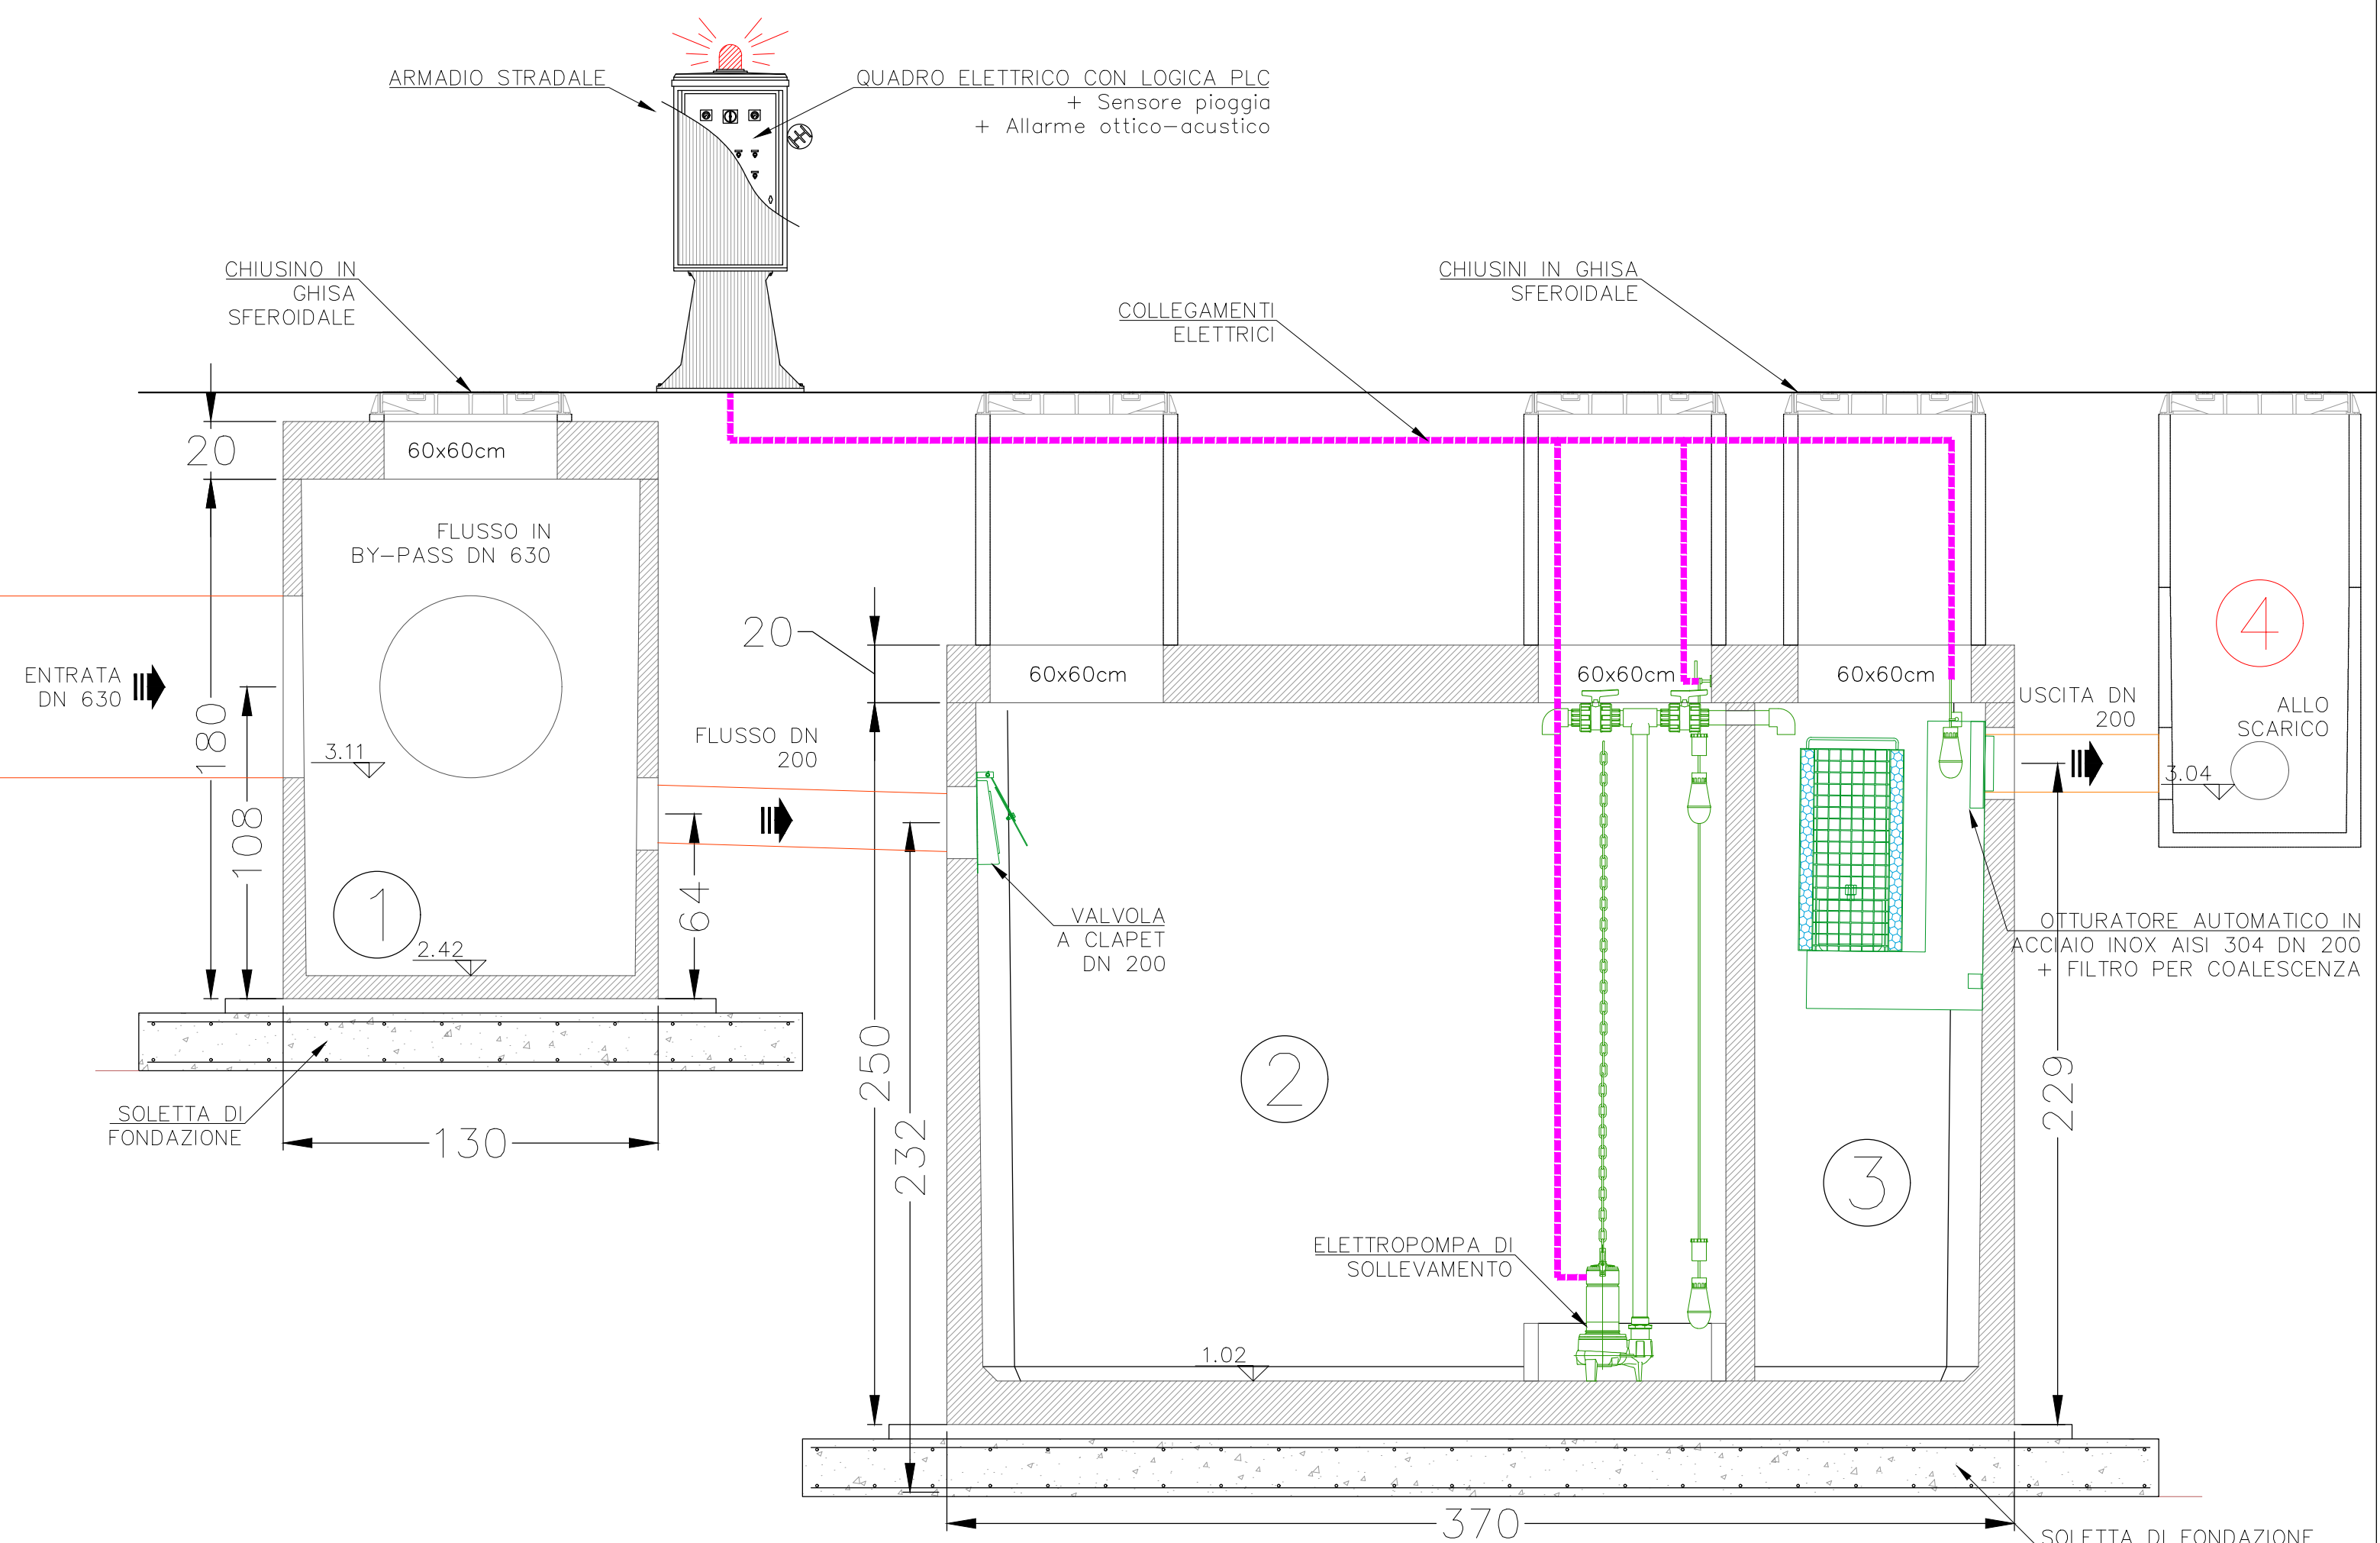 ARMADIO STRADALE
QUADRO ELETTRICO CON LOGICA PLC
+ Sensore pioggia
+ Allarme ottico-acustico
CHIUSINO IN
GHISA
SFEROIDALE
COLLEGAMENTI
ELETTRICI
CHIUSINI IN GHISA
SFEROIDALE
20
60x60cm
FLUSSO IN
BY-PASS DN 630
ENTRATA
DN 630
180
108
3.11
1
2.42
64
SOLETTA DI
FONDAZIONE
130
FLUSSO DN
200
20
60x60cm
60x60cm
60x60cm
VALVOLA
A CLAPET
DN 200
250
232
2
ELETTROPOMPA DI
SOLLEVAMENTO
1.02
3
USCITA DN
200
4
ALLO
SCARICO
3.04
OTTURATORE AUTOMATICO IN
ACCIAIO INOX AISI 304 DN 200
+ FILTRO PER COALESCENZA
229
370
SOLETTA DI FONDAZIONE